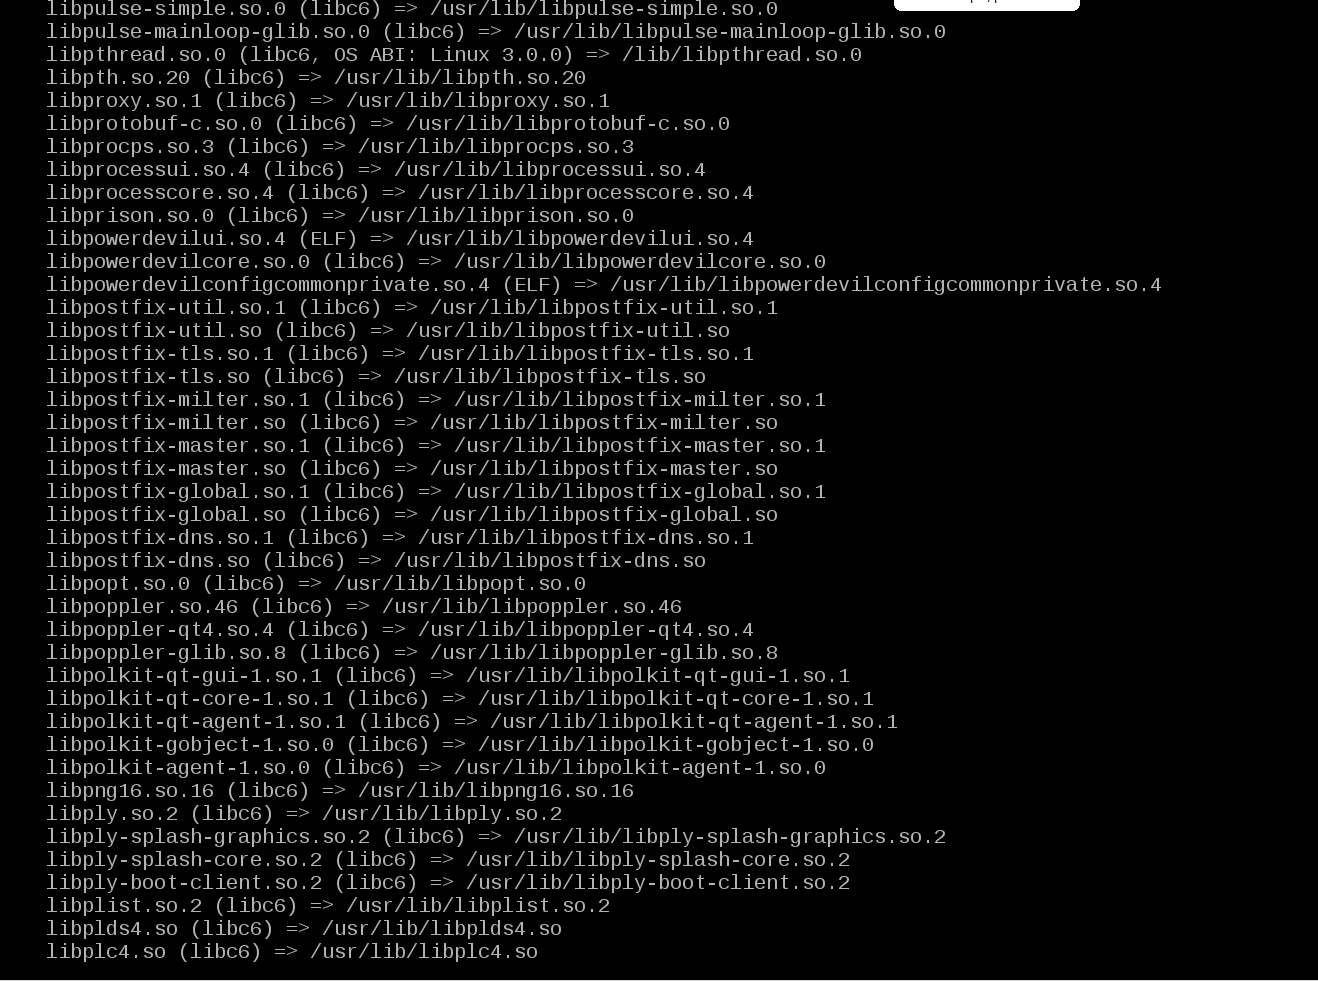 libpulse-simple.so.0 (libc6) => /usr/lib/libpulse-simple.so.0
libpulse-mainloop-glib.so.0 (libc6) => /usr/lib/libpulse-mainloop-glib.so.0
libpthread.so.0 (libc6, OS ABI: Linux 3.0.0) => /lib/libpthread.so.0
libpth.so.20 (libc6) => /usr/lib/libpth.so.20
libproxy.so.1 (libc6) => /usr/lib/libproxy.so.1
libprotobuf-c.so.0 (libc6) => /usr/lib/libprotobuf-c.so.0
libprocps.so.3 (libc6) => /usr/lib/libprocps.so.3
libprocessui.so.4 (libc6) => /usr/lib/libprocessui.so.4
libprocesscore.so.4 (libc6) => /usr/lib/libprocesscore.so.4
libprison.so.0 (libc6) => /usr/lib/libprison.so.0
libpowerdevilui.so.4 (ELF) => /usr/lib/libpowerdevilui.so.4
libpowerdevilcore.so.0 (libc6) => /usr/lib/libpowerdevilcore.so.0
libpowerdevilconfigcommonprivate.so.4 (ELF) => /usr/lib/libpowerdevilconfigcommonprivate.so.4
libpostfix-util.so.1 (libc6) => /usr/lib/libpostfix-util.so.1
libpostfix-util.so (libc6) => /usr/lib/libpostfix-util.so
libpostfix-tls.so.1 (libc6) => /usr/lib/libpostfix-tls.so.1
libpostfix-tls.so (libc6) => /usr/lib/libpostfix-tls.so
libpostfix-milter.so.1 (libc6) => /usr/lib/libpostfix-milter.so.1
libpostfix-milter.so (libc6) => /usr/lib/libpostfix-milter.so
libpostfix-master.so.1 (libc6) => /usr/lib/libpostfix-master.so.1
libpostfix-master.so (libc6) => /usr/lib/libpostfix-master.so
libpostfix-global.so.1 (libc6) => /usr/lib/libpostfix-global.so.1
libpostfix-global.so (libc6) => /usr/lib/libpostfix-global.so
libpostfix-dns.so.1 (libc6) => /usr/lib/libpostfix-dns.so.1
libpostfix-dns.so (libc6) => /usr/lib/libpostfix-dns.so
libpopt.so.0 (libc6) => /usr/lib/libpopt.so.0
libpoppler.so.46 (libc6) => /usr/lib/libpoppler.so.46
libpoppler-qt4.so.4 (libc6) => /usr/lib/libpoppler-qt4.so.4
libpoppler-glib.so.8 (libc6) => /usr/lib/libpoppler-glib.so.8
libpolkit-qt-gui-1.so.1 (libc6) => /usr/lib/libpolkit-qt-gui-1.so.1
libpolkit-qt-core-1.so.1 (libc6) => /usr/lib/libpolkit-qt-core-1.so.1
libpolkit-qt-agent-1.so.1 (libc6) => /usr/lib/libpolkit-qt-agent-1.so.1
libpolkit-gobject-1.so.0 (libc6) => /usr/lib/libpolkit-gobject-1.so.0
libpolkit-agent-1.so.0 (libc6) => /usr/lib/libpolkit-agent-1.so.0
libpng16.so.16 (libc6) => /usr/lib/libpng16.so.16
libply.so.2 (libc6) => /usr/lib/libply.so.2
libply-splash-graphics.so.2 (libc6) => /usr/lib/libply-splash-graphics.so.2
libply-splash-core.so.2 (libc6) => /usr/lib/libply-splash-core.so.2
libply-boot-client.so.2 (libc6) => /usr/lib/libply-boot-client.so.2
libplist.so.2 (libc6) => /usr/lib/libplist.so.2
libplds4.so (libc6) => /usr/lib/libplds4.so
libplc4.so (libc6) => /usr/lib/libplc4.so